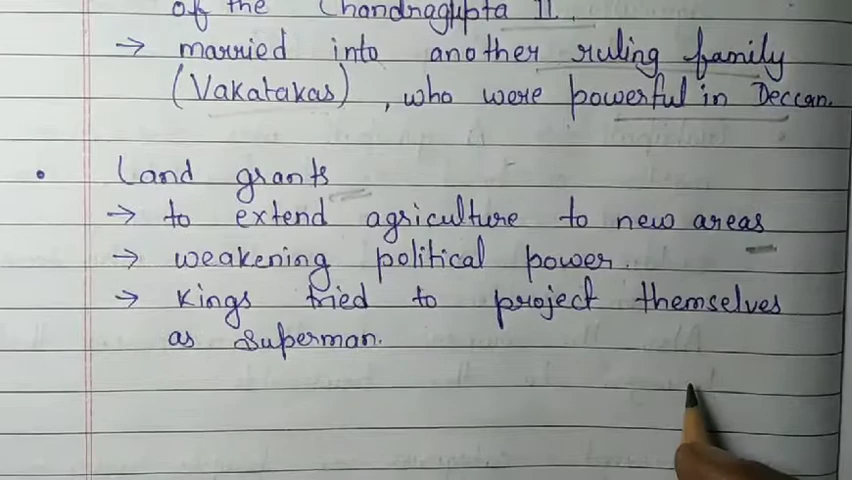 of the Chandragupta II.
→ married into another ruling family
(Vakatakas), who were powerful in Deccan.
• Land grants
→ to extend agriculture to new areas
→ weakening political power.
→ Kings tried to project themselves
as superman.